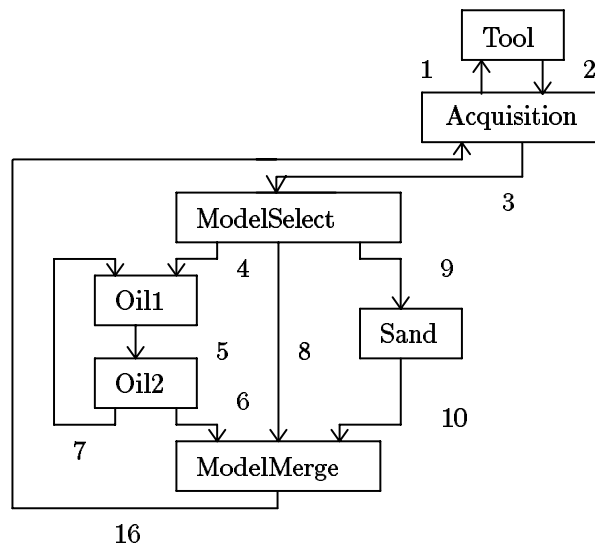 Tool
1
2
Acquisition
3
ModelSelect
4
9
Oil1
Sand
5
8
Oil2
6
10
7
ModelMerge
16